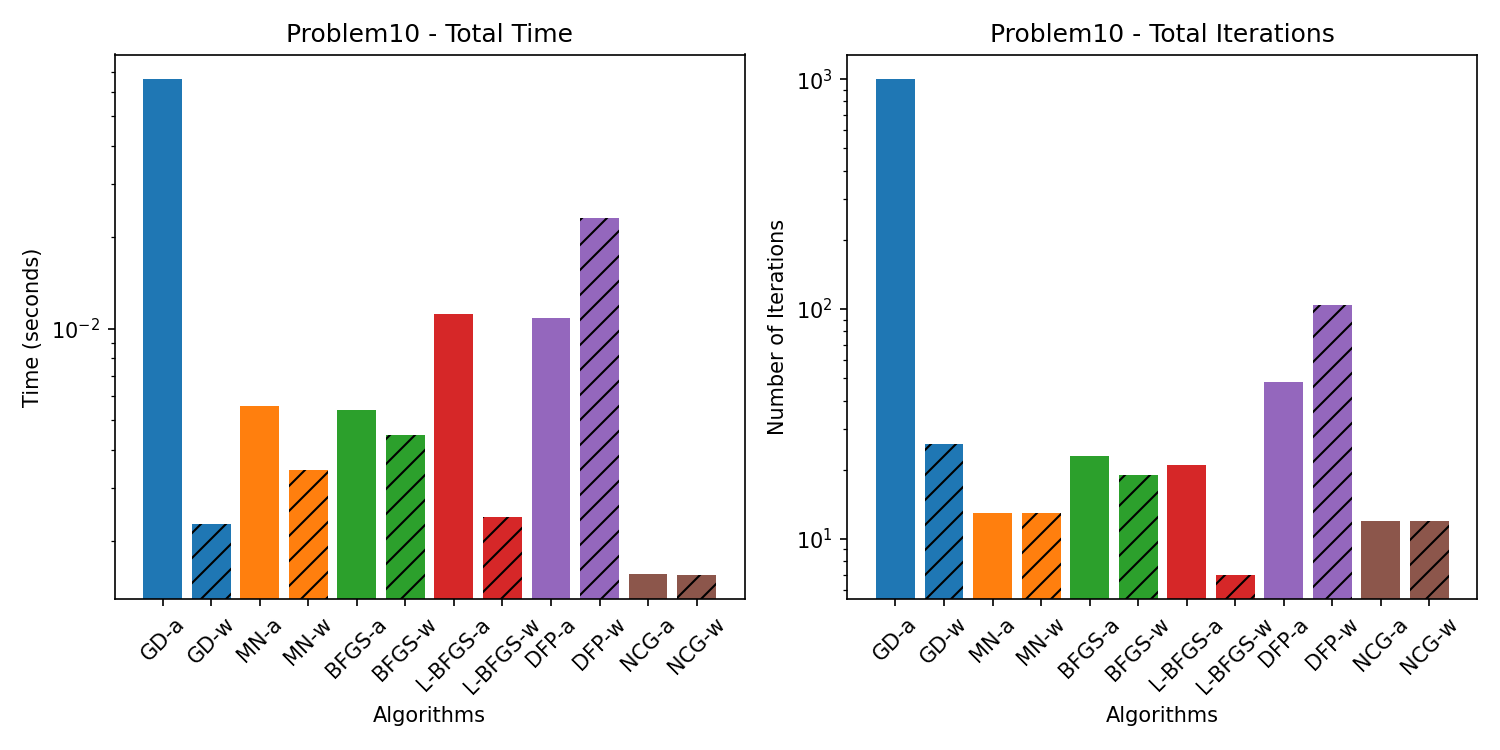 Problem10 - Total Time
Time (seconds)
10⁻²
GD-a
GD-w
MN-a
MN-w
BFGS-a
BFGS-w
L-BFGS-a
L-BFGS-w
DFP-a
DFP-w
NCG-a
NCG-w
Algorithms
Problem10 - Total Iterations
Number of Iterations
10³
10²
10¹
GD-a
GD-w
MN-a
MN-w
BFGS-a
BFGS-w
L-BFGS-a
L-BFGS-w
DFP-a
DFP-w
NCG-a
NCG-w
Algorithms